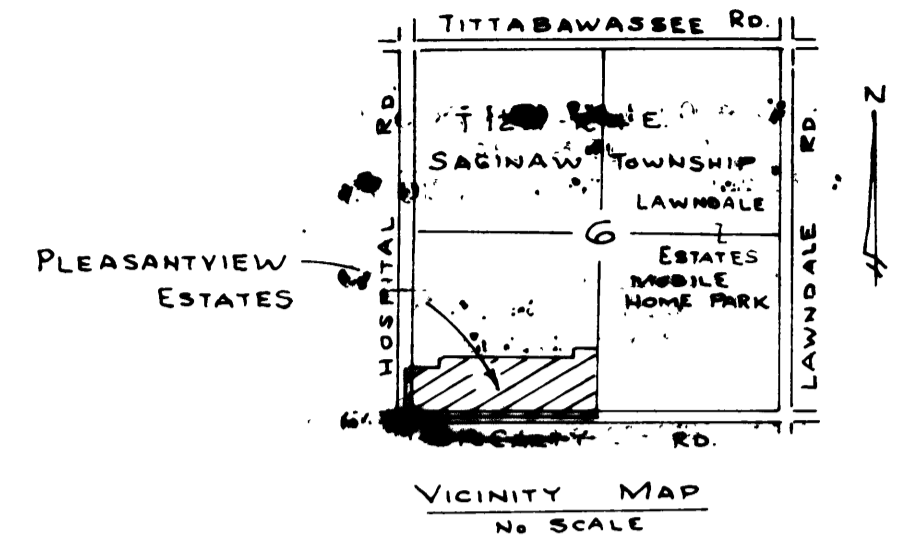 TITTABAWASSEE RD.
N
HOSPITAL RD.
E.
SAGINAW TOWNSHIP
LAWNDALE RD.
LAWNDALE
6
ESTATES
MOBILE
HOME PARK
PLEASANTVIEW
ESTATES
RD.
VICINITY MAP
NO SCALE